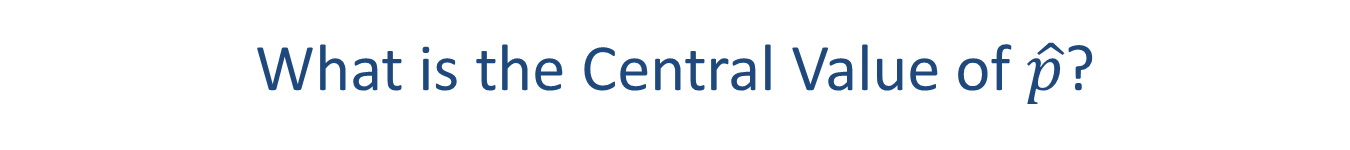 What is the Central Value of p̂?